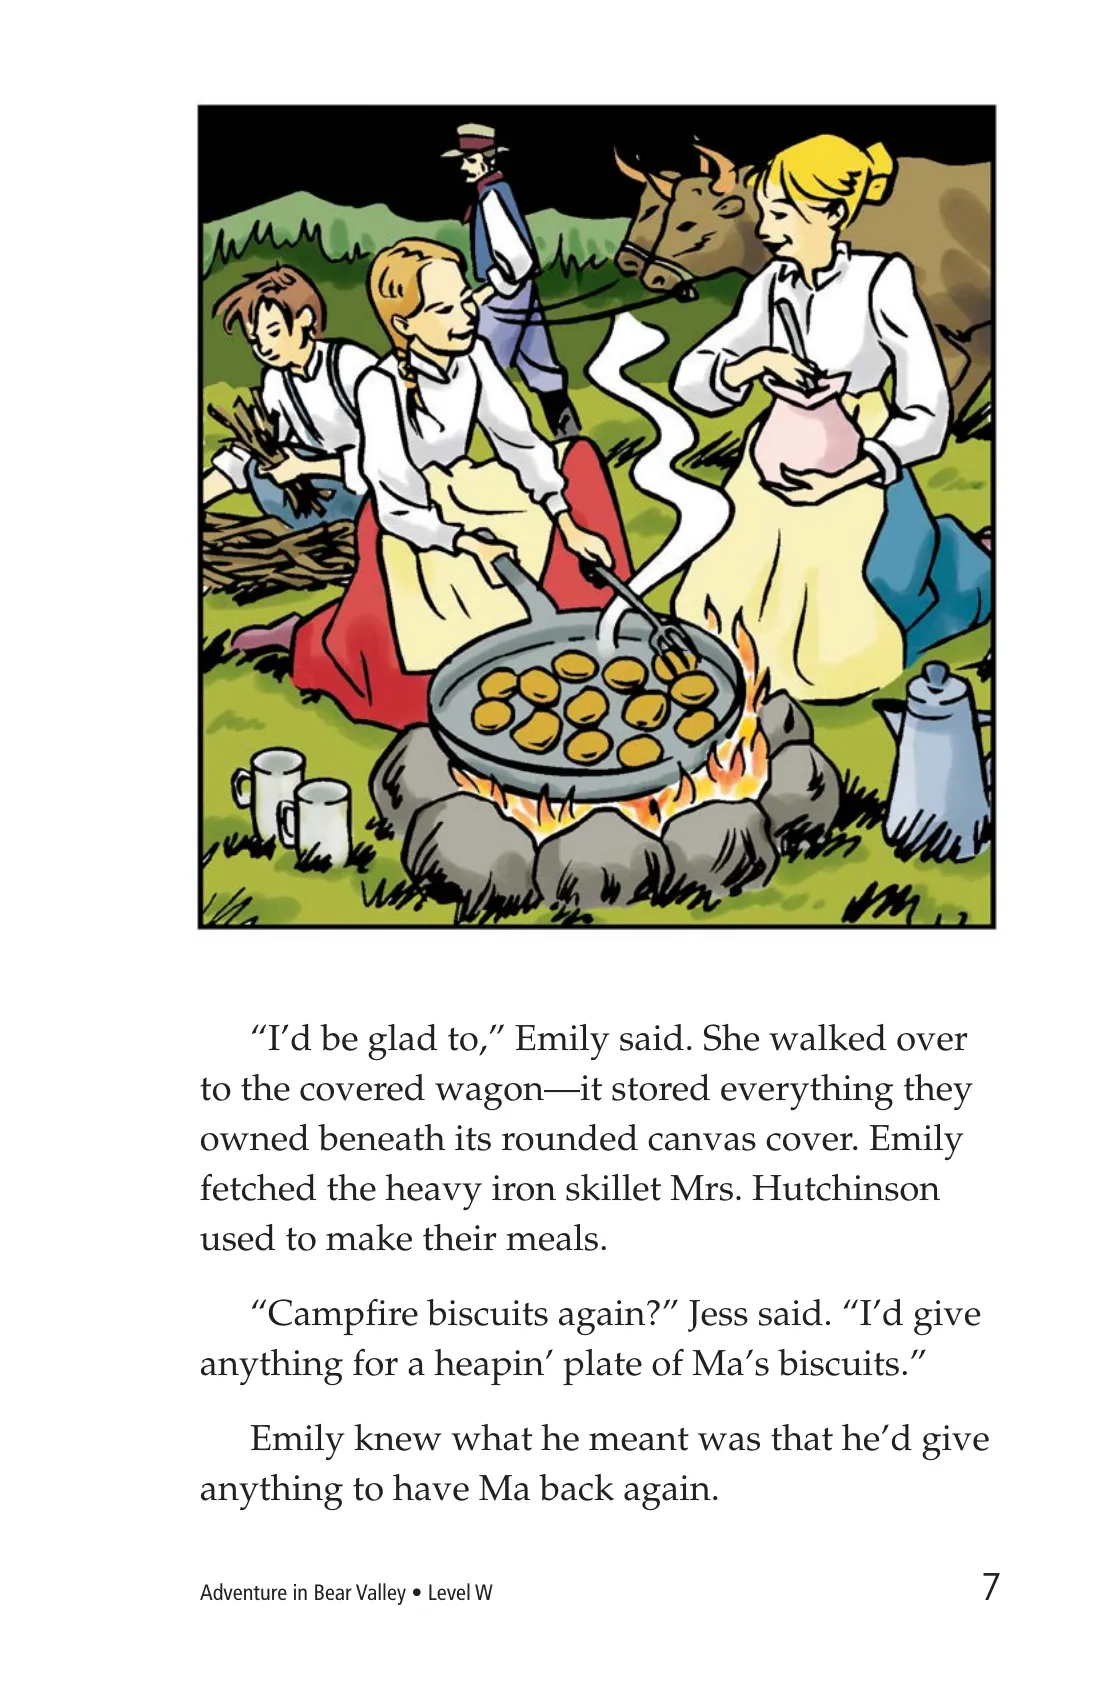 “I’d be glad to,” Emily said. She walked over
to the covered wagon—it stored everything they
owned beneath its rounded canvas cover. Emily
fetched the heavy iron skillet Mrs. Hutchinson
used to make their meals.
“Campfire biscuits again?” Jess said. “I’d give
anything for a heapin’ plate of Ma’s biscuits.”
Emily knew what he meant was that he’d give
anything to have Ma back again.
Adventure in Bear Valley • Level W
7